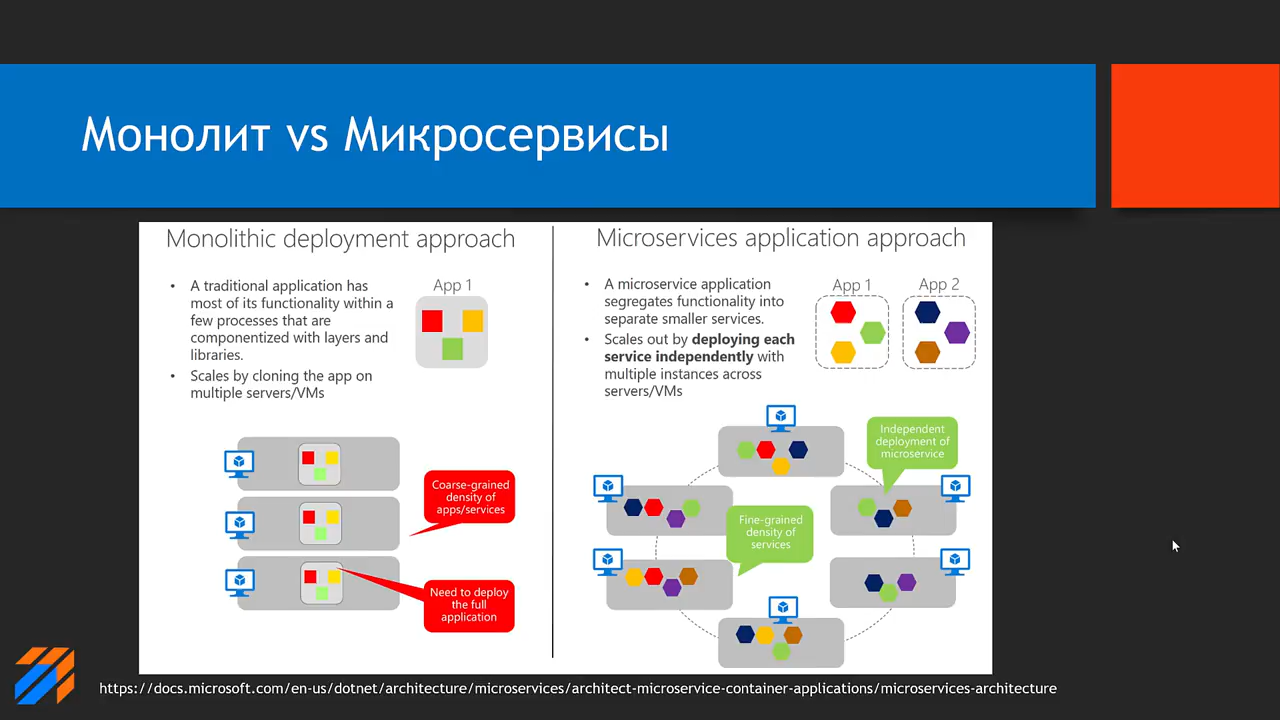 Монолит vs Микросервисы
Monolithic deployment approach
• A traditional application has
most of its functionality within a
few processes that are
componentized with layers and
libraries.
• Scales by cloning the app on
multiple servers/VMs
App 1
Coarse-grained
density of
apps/services
Need to deploy
the full
application
Microservices application approach
• A microservice application
segregates functionality into
separate smaller services.
• Scales out by deploying each
service independently with
multiple instances across
servers/VMs
App 1
App 2
Independent
deployment of
microservice
Fine-grained
density of
services
https://docs.microsoft.com/en-us/dotnet/architecture/microservices/architect-microservice-container-applications/microservices-architecture